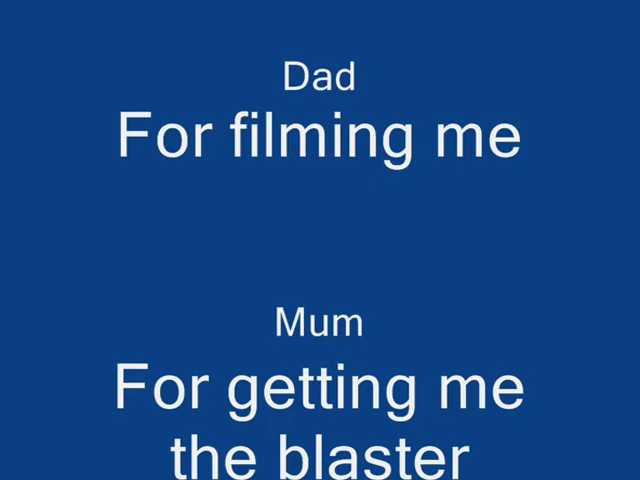 Dad
For filming me
Mum
For getting me
the blaster